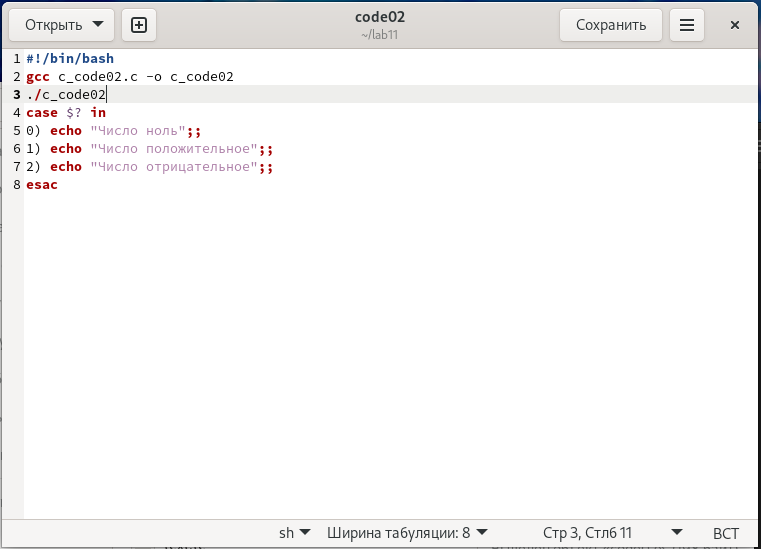 Открыть
code02
~/lab11
Сохранить
1 #!/bin/bash
2 gcc c_code02.c -o c_code02
3 ./c_code02
4 case $? in
5 0) echo "Число ноль";;
6 1) echo "Число положительное";;
7 2) echo "Число отрицательное";;
8 esac
sh
Ширина табуляции: 8
Стр 3, Стлб 11
ВСТ